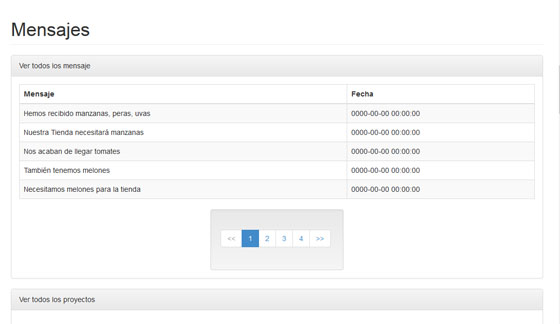 Mensajes
Ver todos los mensaje
Mensaje Fecha
Hemos recibido manzanas, peras, uvas 0000-00-00 00:00:00
Nuestra Tienda necesitará manzanas 0000-00-00 00:00:00
Nos acaban de llegar tomates 0000-00-00 00:00:00
También tenemos melones 0000-00-00 00:00:00
Necesitamos melones para la tienda 0000-00-00 00:00:00
<< 1 2 3 4 >>
Ver todos los proyectos